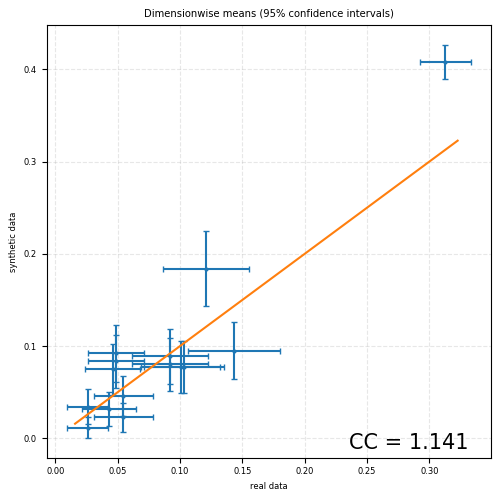 Dimensionwise means (95% confidence intervals)
synthetic data
0.4
0.3
0.2
0.1
0.0
CC = 1.141
0.00 0.05 0.10 0.15 0.20 0.25 0.30
real data